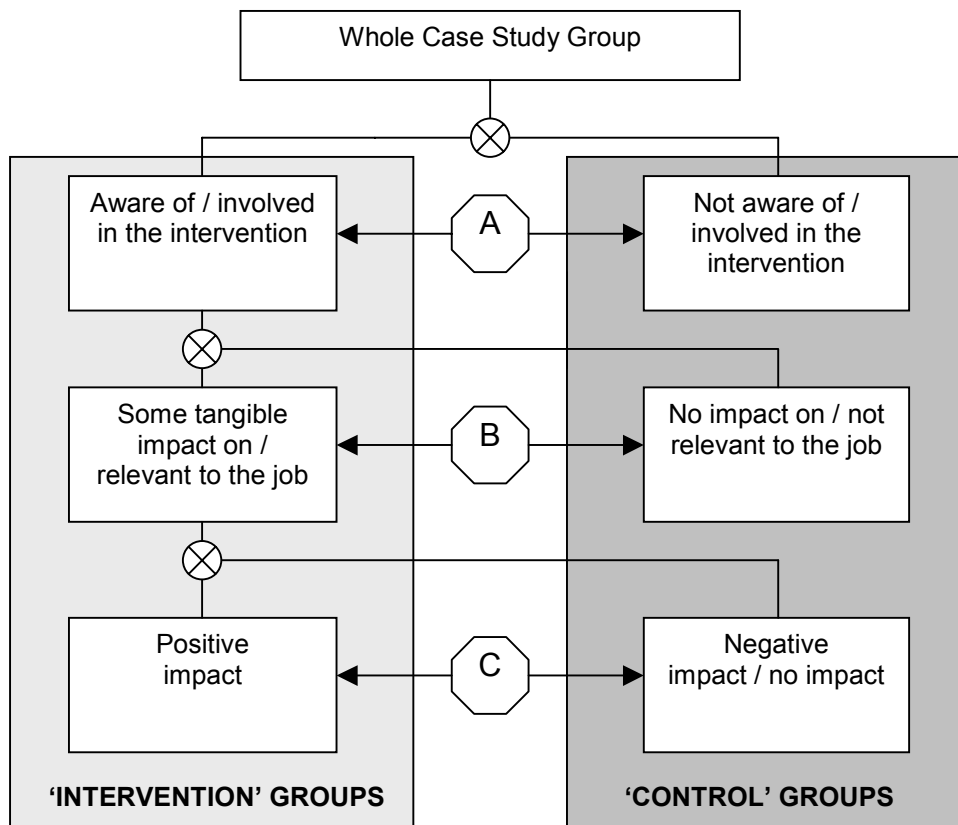 Whole Case Study Group
Aware of / involved
in the intervention
A
Not aware of /
involved in the
intervention
Some tangible
impact on /
relevant to the job
B
No impact on / not
relevant to the job
Positive
impact
C
Negative
impact / no impact
‘INTERVENTION’ GROUPS
‘CONTROL’ GROUPS